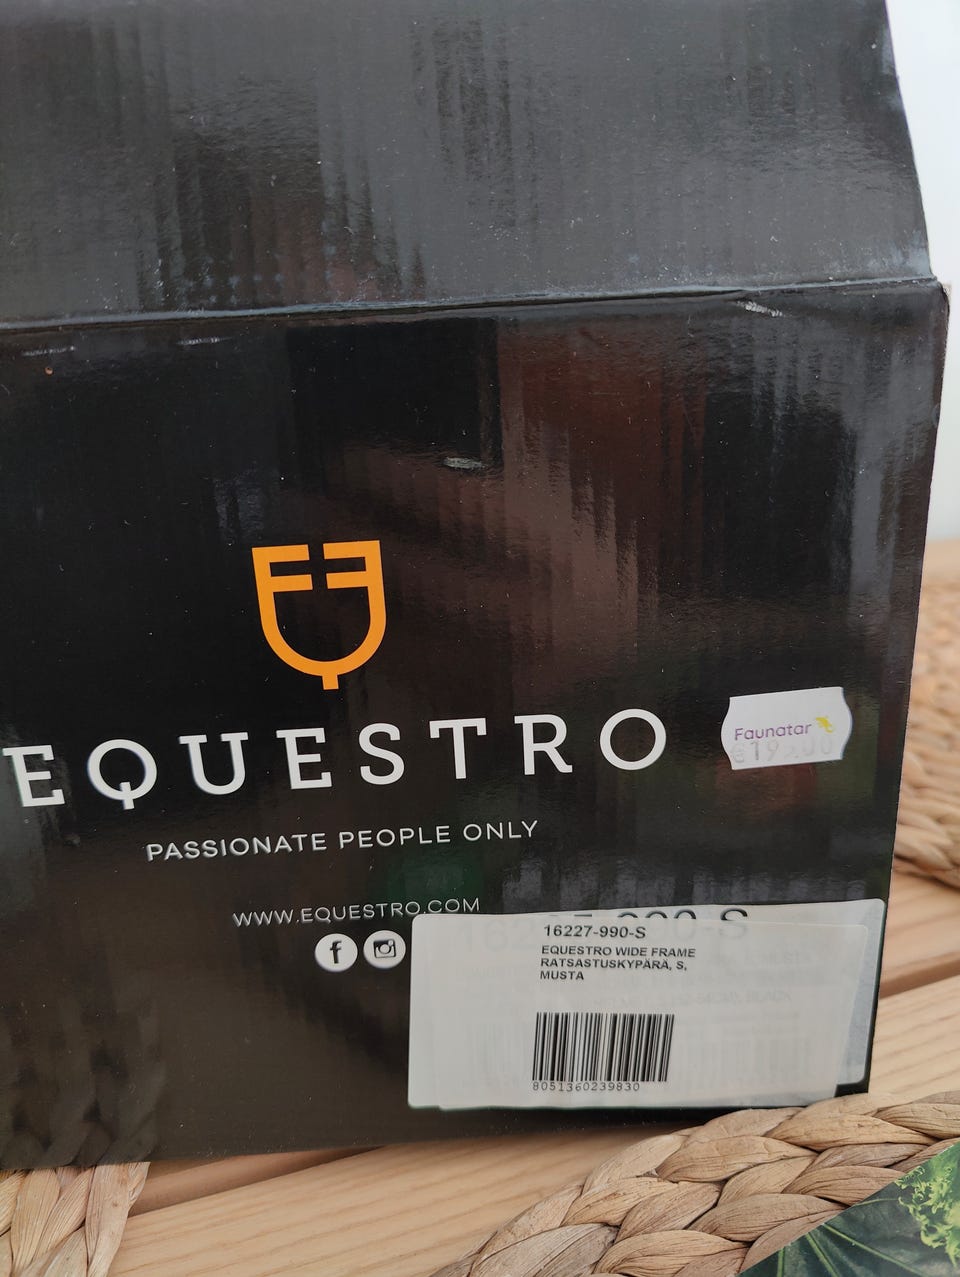 EQUESTRO
PASSIONATE PEOPLE ONLY
WWW.EQUESTRO.COM
Faunatar
16227-990-S
EQUESTRO WIDE FRAME
RATSASTUSKYPÄRÄ, S,
MUSTA
8051360239830